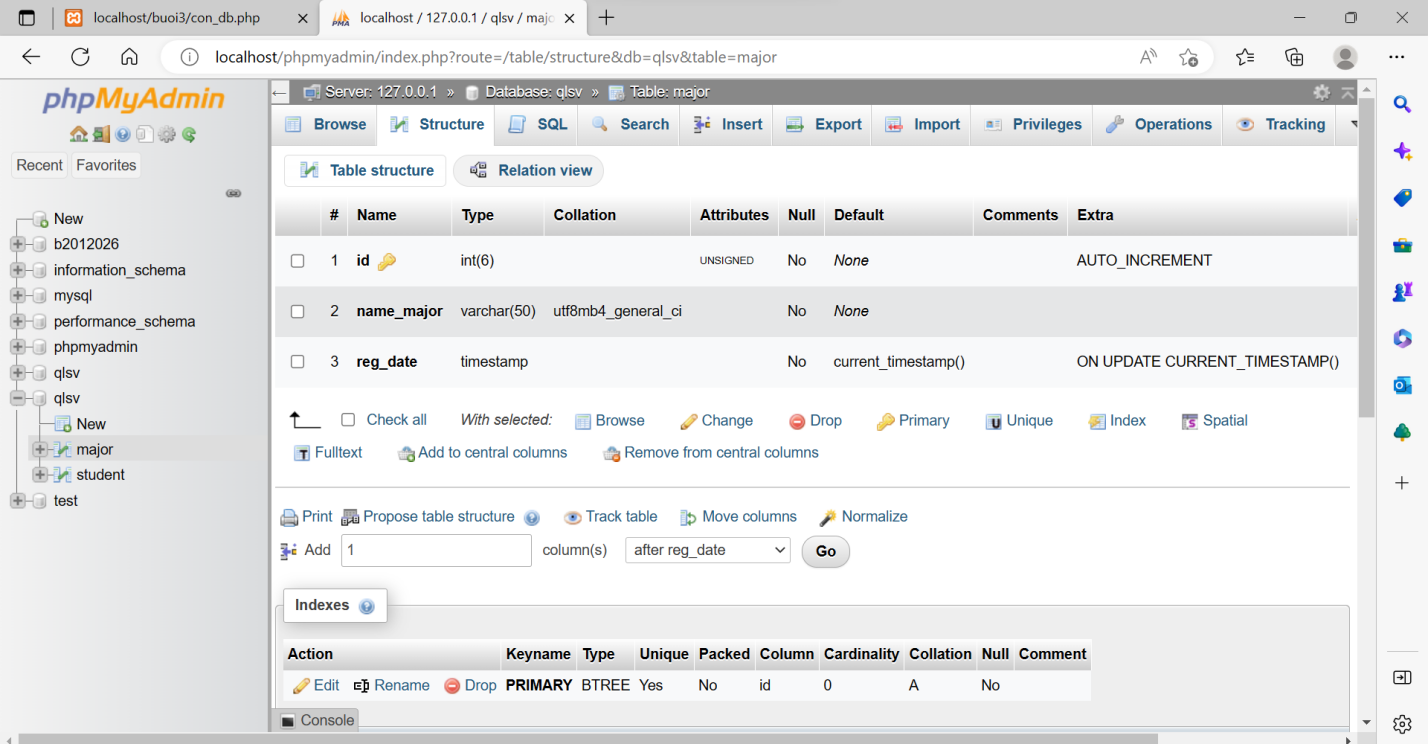 localhost/buoi3/con_db.php
localhost / 127.0.0.1 / qlsv / majo
localhost/phpmyadmin/index.php?route=/table/structure&db=qlsv&table=major
phpMyAdmin
Recent Favorites
New
b2012026
information_schema
mysql
performance_schema
phpmyadmin
qlsv
qlsv
New
major
student
test
Server: 127.0.0.1 » Database: qlsv » Table: major
Browse Structure SQL Search Insert Export Import Privileges Operations Tracking
Table structure Relation view
# Name Type Collation Attributes Null Default Comments Extra
1 id int(6) UNSIGNED No None AUTO_INCREMENT
2 name_major varchar(50) utf8mb4_general_ci No None
3 reg_date timestamp No current_timestamp() ON UPDATE CURRENT_TIMESTAMP()
Check all With selected: Browse Change Drop Primary Unique Index Spatial
Fulltext Add to central columns Remove from central columns
Print Propose table structure Track table Move columns Normalize
Add 1 column(s) after reg_date Go
Indexes
Action Keyname Type Unique Packed Column Cardinality Collation Null Comment
Edit Rename Drop PRIMARY BTREE Yes No id 0 A No
Console